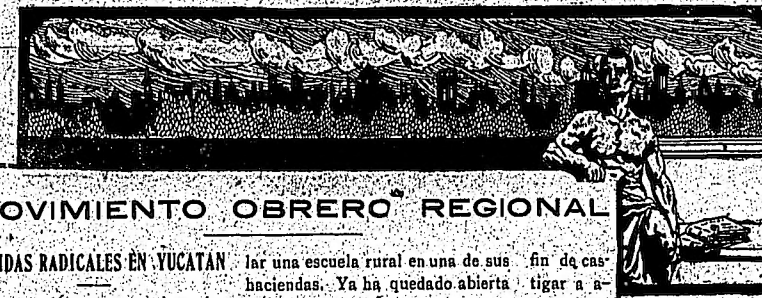 OVIMIENTO OBRERO REGIONAL
IDAS RADICALES EN YUCATAN
lar una escuela rural en una de sus
haciendas. Ya ha quedado abierta
fin de cas-
tigar a a-